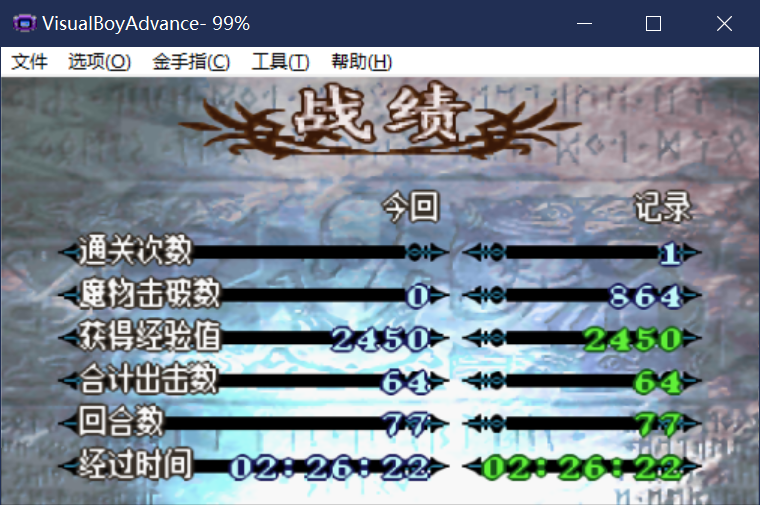 VisualBoyAdvance- 99%
文件 选项(O) 金手指(C) 工具(T) 帮助(H)
战绩
今回 记录
通关次数 1
魔物击破数 0 864
获得经验值 2450 2450
合计出击数 64 64
回合数 77 77
经过时间 02:26:22 02:26:22